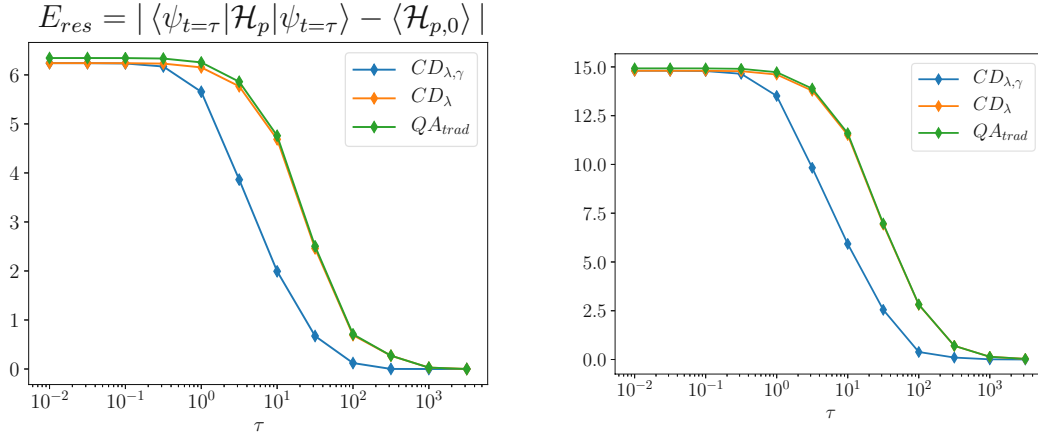 E_{res} = | ⟨ψ_{t=τ}|ℋ_p|ψ_{t=τ}⟩ − ⟨ℋ_{p,0}⟩ |
6
5
4
3
2
1
0
10^{-2} 10^{-1} 10^{0} 10^{1} 10^{2} 10^{3}
τ
CD_{λ,γ}
CD_λ
QA_{trad}
15.0
12.5
10.0
7.5
5.0
2.5
0.0
10^{-2} 10^{-1} 10^{0} 10^{1} 10^{2} 10^{3}
τ
CD_{λ,γ}
CD_λ
QA_{trad}